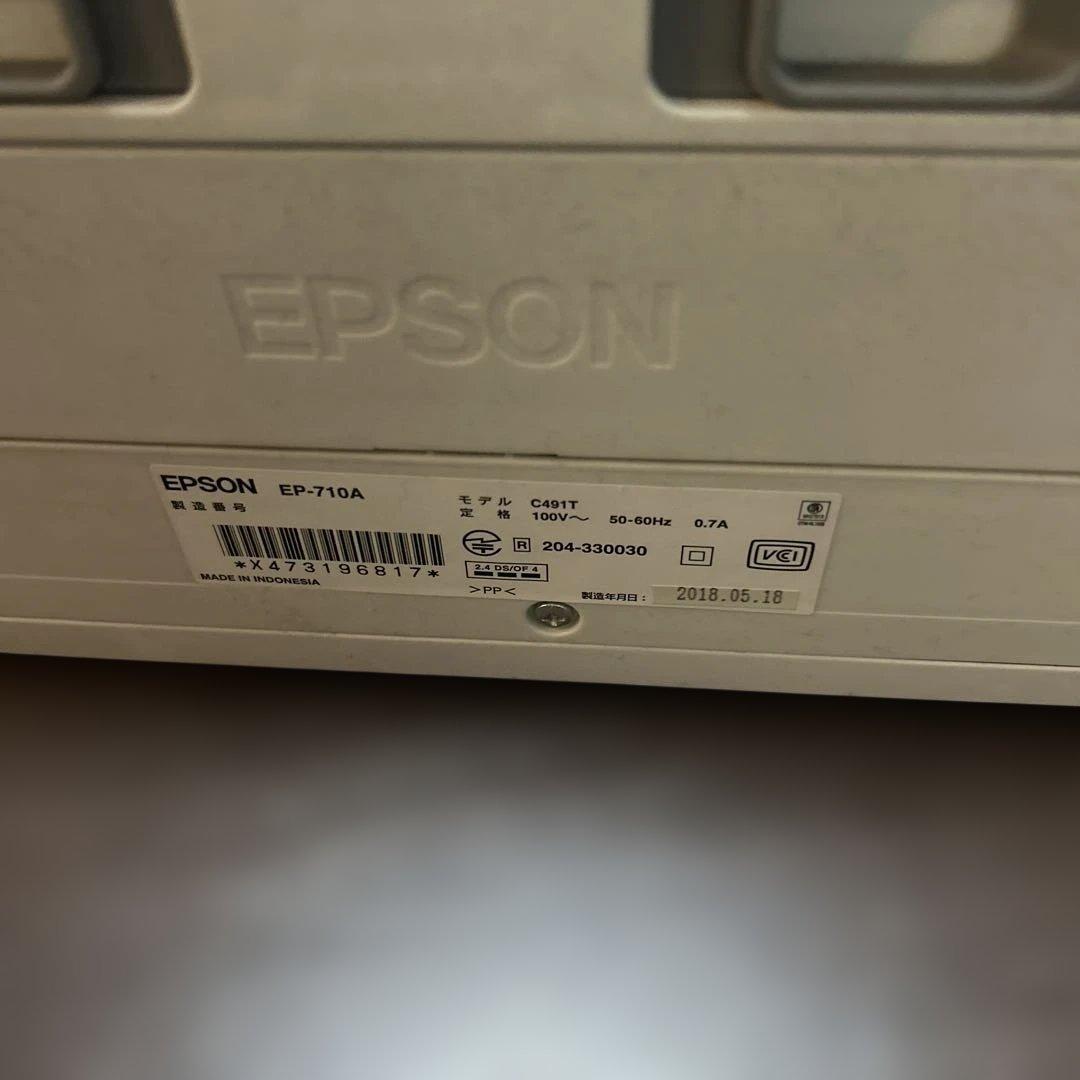 EPSON
EPSON EP-710A
製造番号
*X473196817*
MADE IN INDONESIA
モデル C491T
定格 100V～ 50-60Hz 0.7A
R 204-330030
2.4 DS/OF 4
>PP<
VCI
製造年月日： 2018.05.18